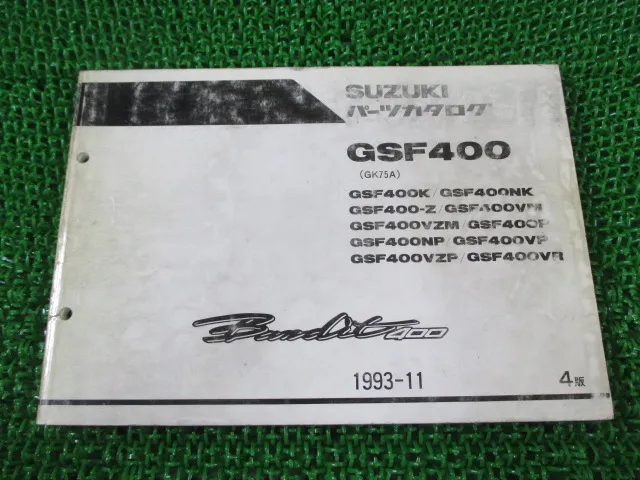 SUZUKI
パーツカタログ
GSF400
(GK75A)
GSF400K/GSF400NK
GSF400-Z/GSF400VM
GSF400VZM/GSF400P
GSF400NP/GSF400VP
GSF400VZP/GSF400VR
Bandit 400
1993-11
4版